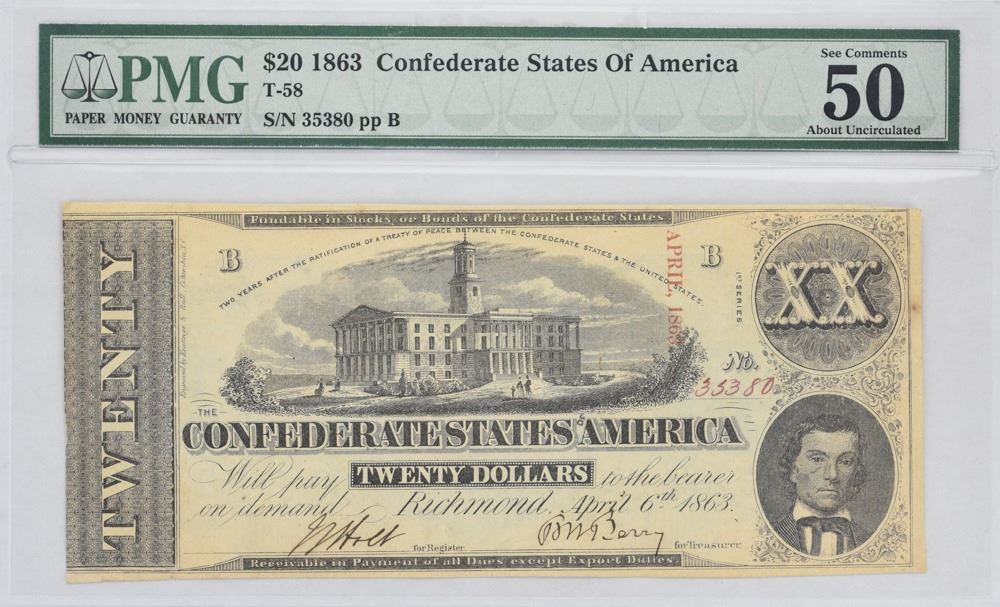 PMG
PAPER MONEY GUARANTY
$20 1863 Confederate States Of America
T-58
S/N 35380 pp B
See Comments
50
About Uncirculated
Fundable in Stocks or Bonds of the Confederate States
TWO YEARS AFTER THE RATIFICATION OF A TREATY OF PEACE BETWEEN THE CONFEDERATE STATES & THE UNITED STATES.
B
B
APRIL, 1863
1ST SERIES
XX
TWENTY
No.
35380
THE
CONFEDERATE STATES OF AMERICA
Will pay TWENTY DOLLARS to the bearer
on demand Richmond, April 6th 1863.
for Register
for Treasurer
Receivable in Payment of all Dues except Export Duties